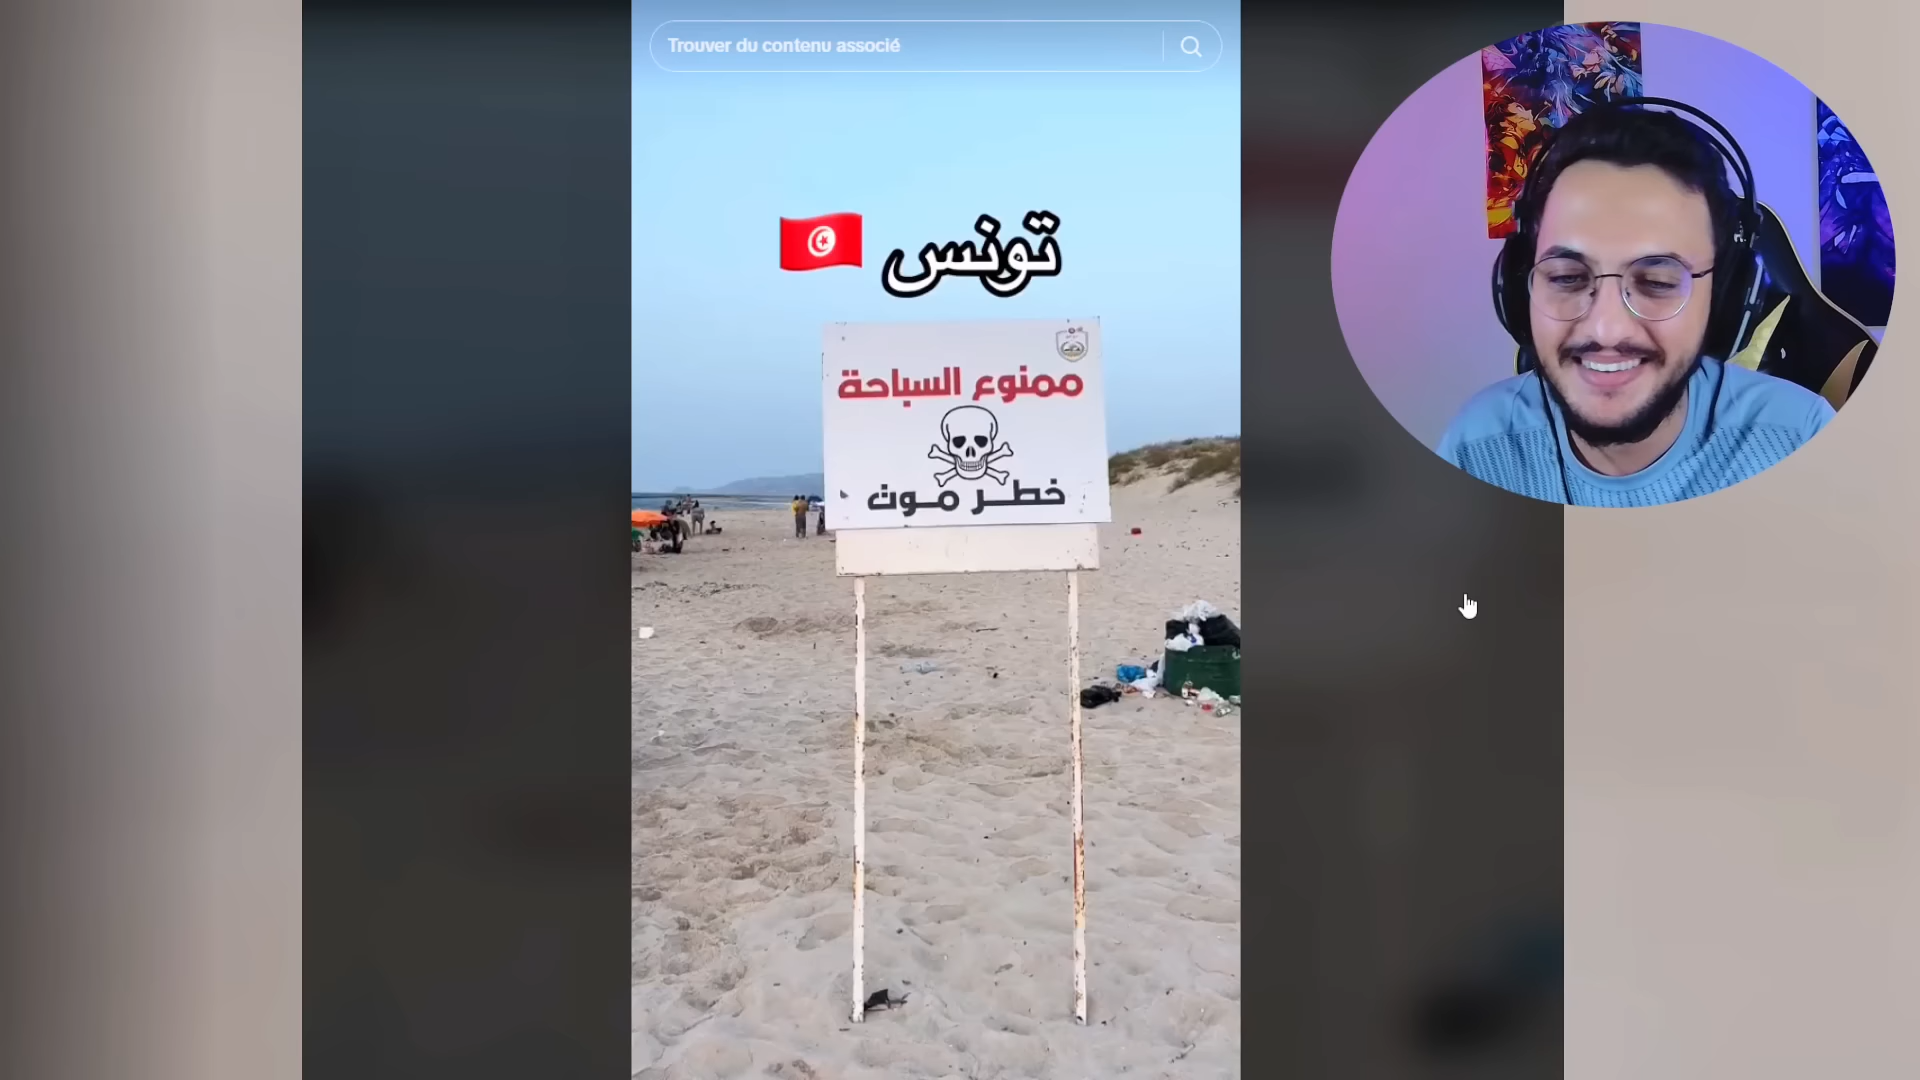 Trouver du contenu associé
تونس 🇹🇳
ممنوع السباحة
خطر موت